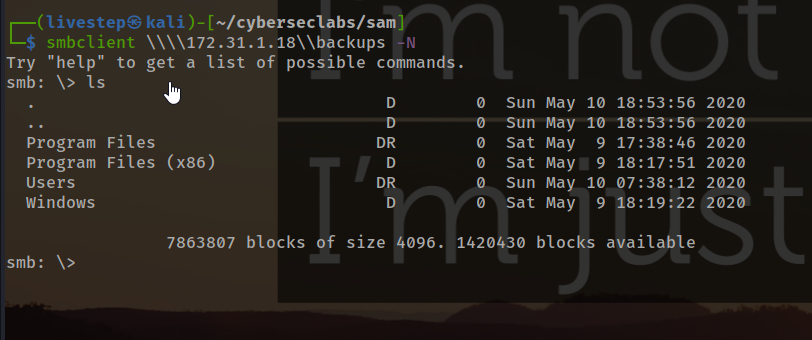 ┌──(livestep㉿kali)-[~/cyberseclabs/sam]
└─$ smbclient \\\\172.31.1.18\\backups -N
Try "help" to get a list of possible commands.
smb: \> ls
  .                                   D        0  Sun May 10 18:53:56 2020
  ..                                  D        0  Sun May 10 18:53:56 2020
  Program Files                      DR        0  Sat May  9 17:38:46 2020
  Program Files (x86)                 D        0  Sat May  9 18:17:51 2020
  Users                              DR        0  Sun May 10 07:38:12 2020
  Windows                             D        0  Sat May  9 18:19:22 2020
                7863807 blocks of size 4096. 1420430 blocks available
smb: \>
I'm not
I'm just